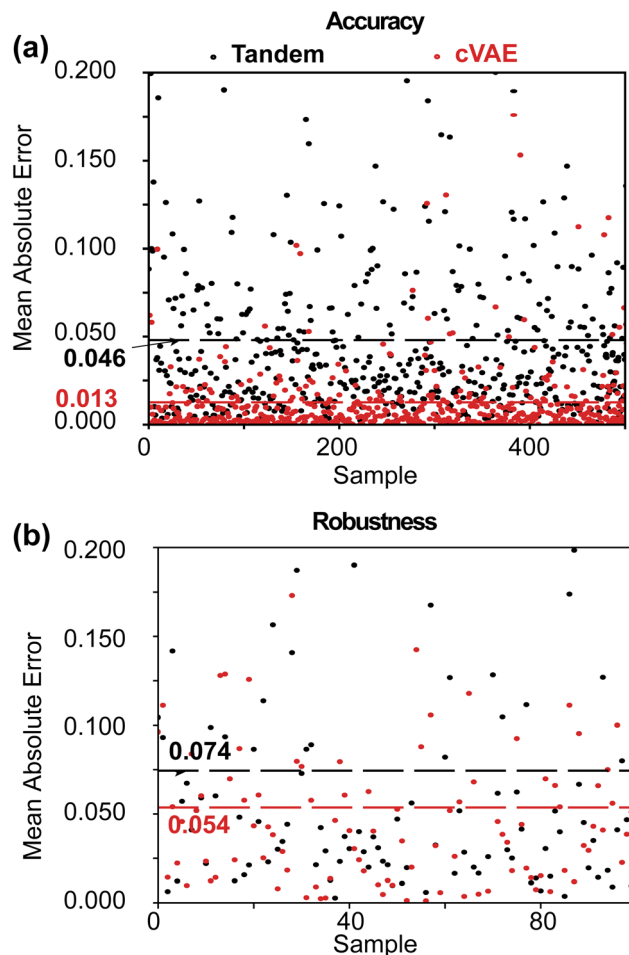 Accuracy
(a)
Tandem cVAE
0.200
0.150
0.100
0.050
0.046
0.013
0.000
Mean Absolute Error
0 200 400
Sample
Robustness
(b)
0.200
0.150
0.100
0.074
0.050
0.054
0.000
Mean Absolute Error
0 40 80
Sample